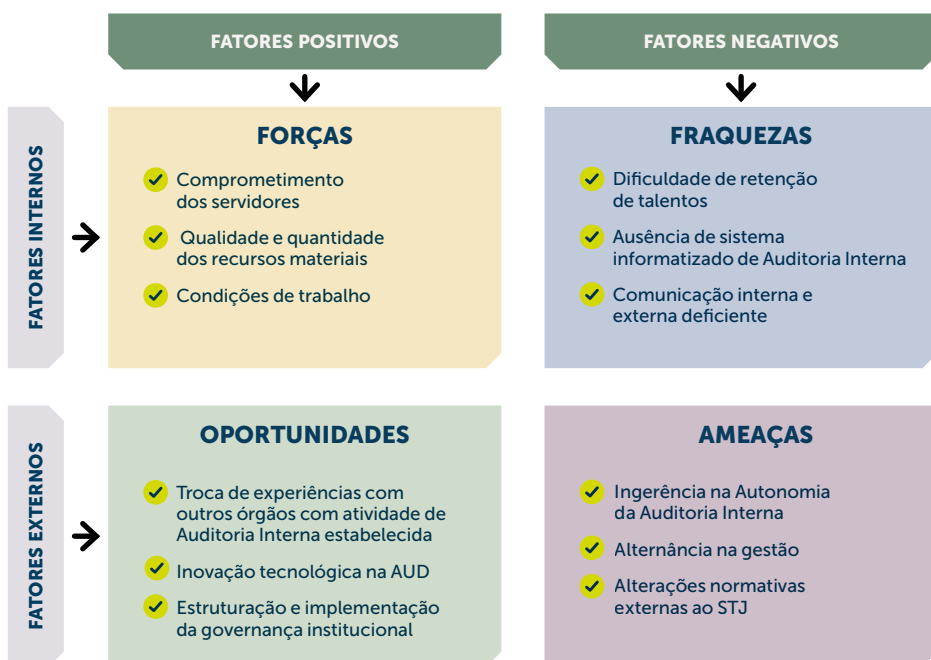 FATORES POSITIVOS
FATORES NEGATIVOS
FATORES INTERNOS
FORÇAS
Comprometimento
dos servidores
Qualidade e quantidade
dos recursos materiais
Condições de trabalho
FRAQUEZAS
Dificuldade de retenção
de talentos
Ausência de sistema
informatizado de Auditoria Interna
Comunicação interna e
externa deficiente
FATORES EXTERNOS
OPORTUNIDADES
Troca de experiências com
outros órgãos com atividade de
Auditoria Interna estabelecida
Inovação tecnológica na AUD
Estruturação e implementação
da governança institucional
AMEAÇAS
Ingerência na Autonomia
da Auditoria Interna
Alternância na gestão
Alterações normativas
externas ao STJ